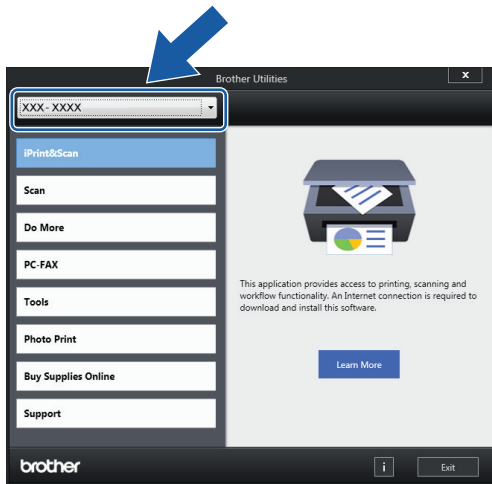 Brother Utilities
x
XXX-XXXX
iPrint&Scan
Scan
Do More
PC-FAX
Tools
Photo Print
Buy Supplies Online
Support
This application provides access to printing, scanning and
workflow functionality. An Internet connection is required to
download and install this software.
Learn More
brother
i
Exit